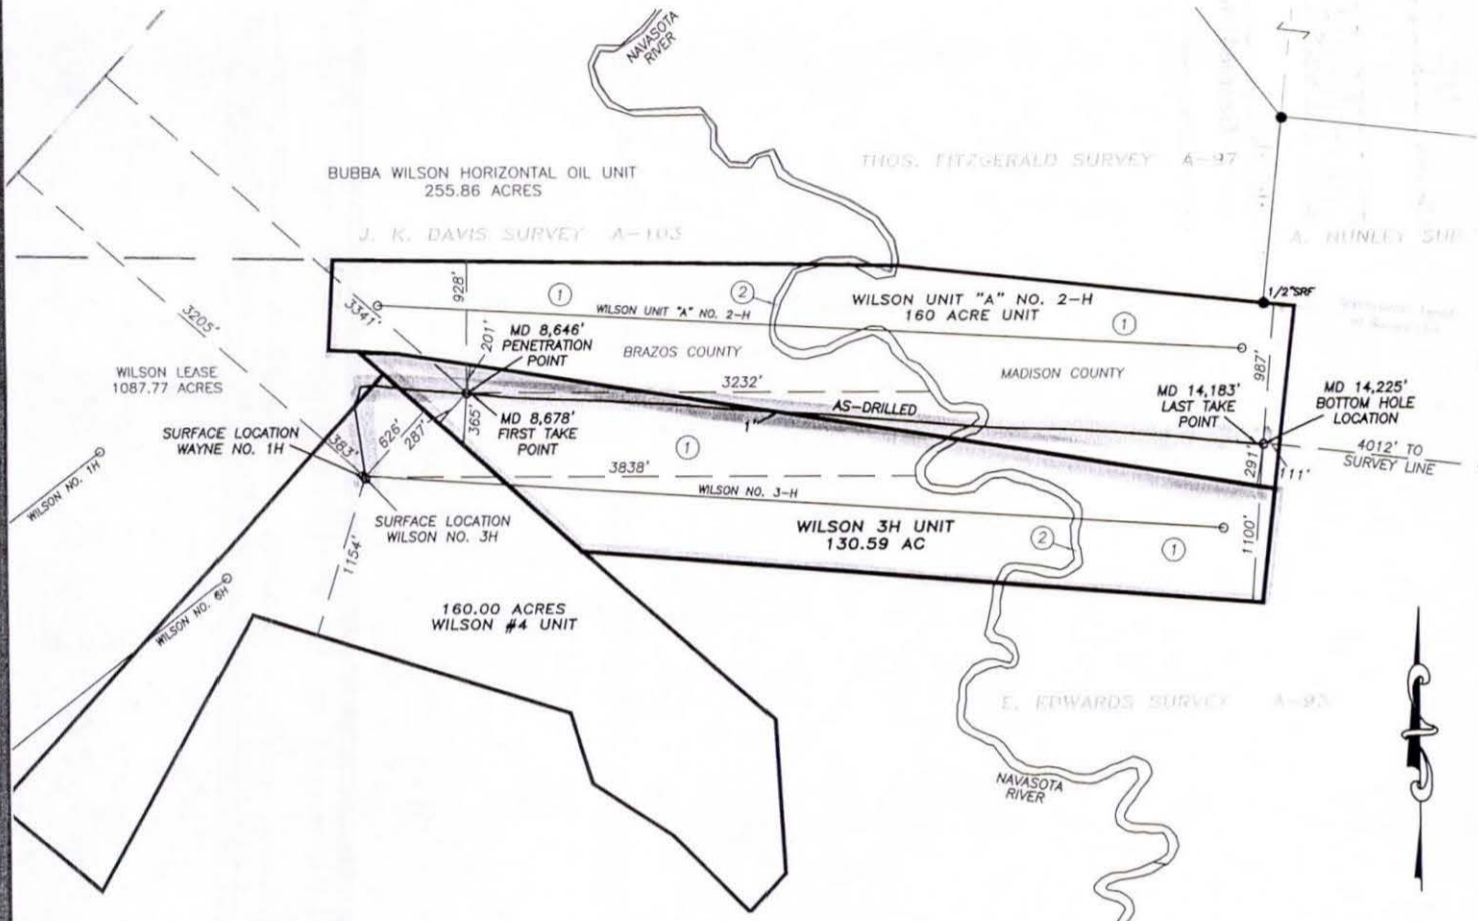 NAVASOTA
RIVER
THOS. FITZGERALD SURVEY A-97
BUBBA WILSON HORIZONTAL OIL UNIT
255.86 ACRES
J. K. DAVIS SURVEY A-103
A. HUNLEY
1/2"SRF
3205'
3341'
928'
1
2
WILSON UNIT "A" NO. 2-H
160 ACRE UNIT
WILSON UNIT "A" NO. 2-H
1
201'
MD 8,646'
PENETRATION
POINT
BRAZOS COUNTY
MADISON COUNTY
987'
WILSON LEASE
1087.77 ACRES
3232'
MD 14,183'
LAST TAKE
POINT
MD 14,225'
BOTTOM HOLE
LOCATION
AS-DRILLED
1'
MD 8,678'
FIRST TAKE
POINT
365'
626'
287'
383'
SURFACE LOCATION
WAYNE NO. 1H
1
4012' TO
SURVEY LINE
291'
111'
3838'
WILSON NO. 1H
WILSON NO. 3-H
SURFACE LOCATION
WILSON NO. 3H
WILSON 3H UNIT
130.59 AC
2
1
1100'
1154'
WILSON NO. 6H
160.00 ACRES
WILSON #4 UNIT
E. EDWARDS SURVEY A-93
NAVASOTA
RIVER